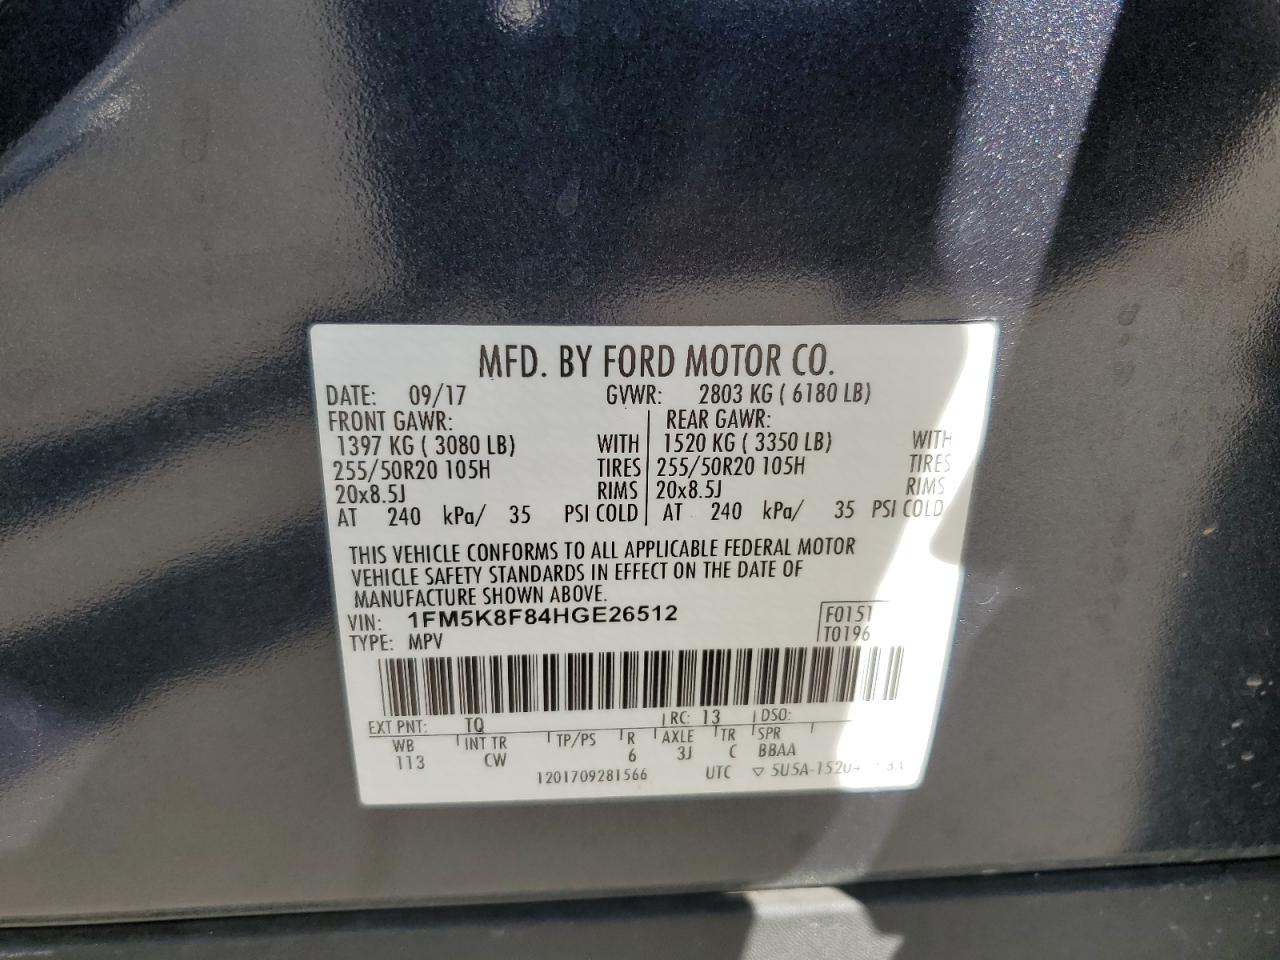 MFD. BY FORD MOTOR CO.
DATE: 09/17 GVWR: 2803 KG ( 6180 LB)
FRONT GAWR: REAR GAWR:
1397 KG ( 3080 LB) WITH 1520 KG ( 3350 LB) WITH
255/50R20 105H TIRES 255/50R20 105H TIRES
20x8.5J RIMS 20x8.5J RIMS
AT 240 kPa/ 35 PSI COLD AT 240 kPa/ 35 PSI COLD
THIS VEHICLE CONFORMS TO ALL APPLICABLE FEDERAL MOTOR
VEHICLE SAFETY STANDARDS IN EFFECT ON THE DATE OF
MANUFACTURE SHOWN ABOVE.
VIN: 1FM5K8F84HGE26512 F0151
TYPE: MPV T0196
EXT PNT: TQ RC: 13 DSO:
WB INT TR TP/PS R AXLE TR SPR
113 CW 6 3J C BBAA
1201709281566 UTC ▽